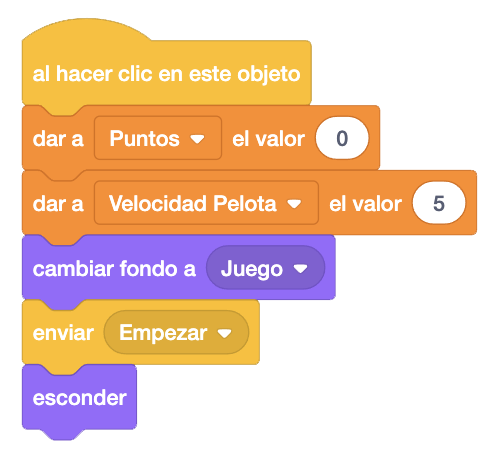 al hacer clic en este objeto
dar a Puntos el valor 0
dar a Velocidad Pelota el valor 5
cambiar fondo a Juego
enviar Empezar
esconder